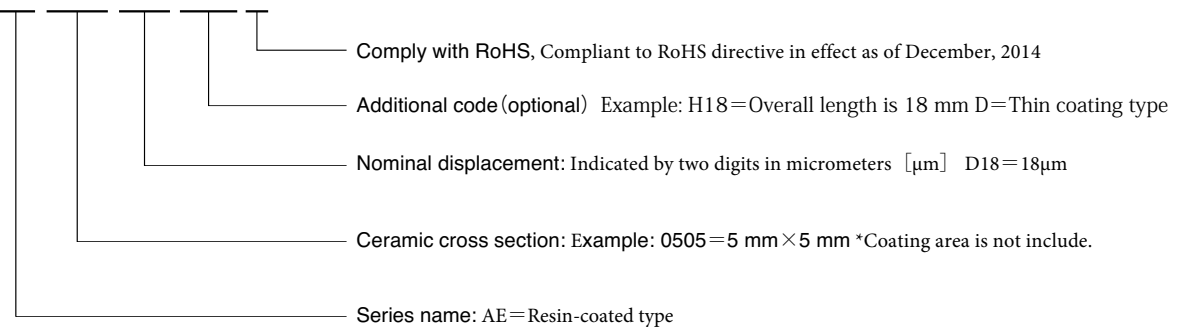 Comply with RoHS, Compliant to RoHS directive in effect as of December, 2014
Additional code（optional） Example: H18＝Overall length is 18 mm D＝Thin coating type
Nominal displacement: Indicated by two digits in micrometers ［μm］ D18＝18μm
Ceramic cross section: Example: 0505＝5 mm×5 mm *Coating area is not include.
Series name: AE＝Resin-coated type